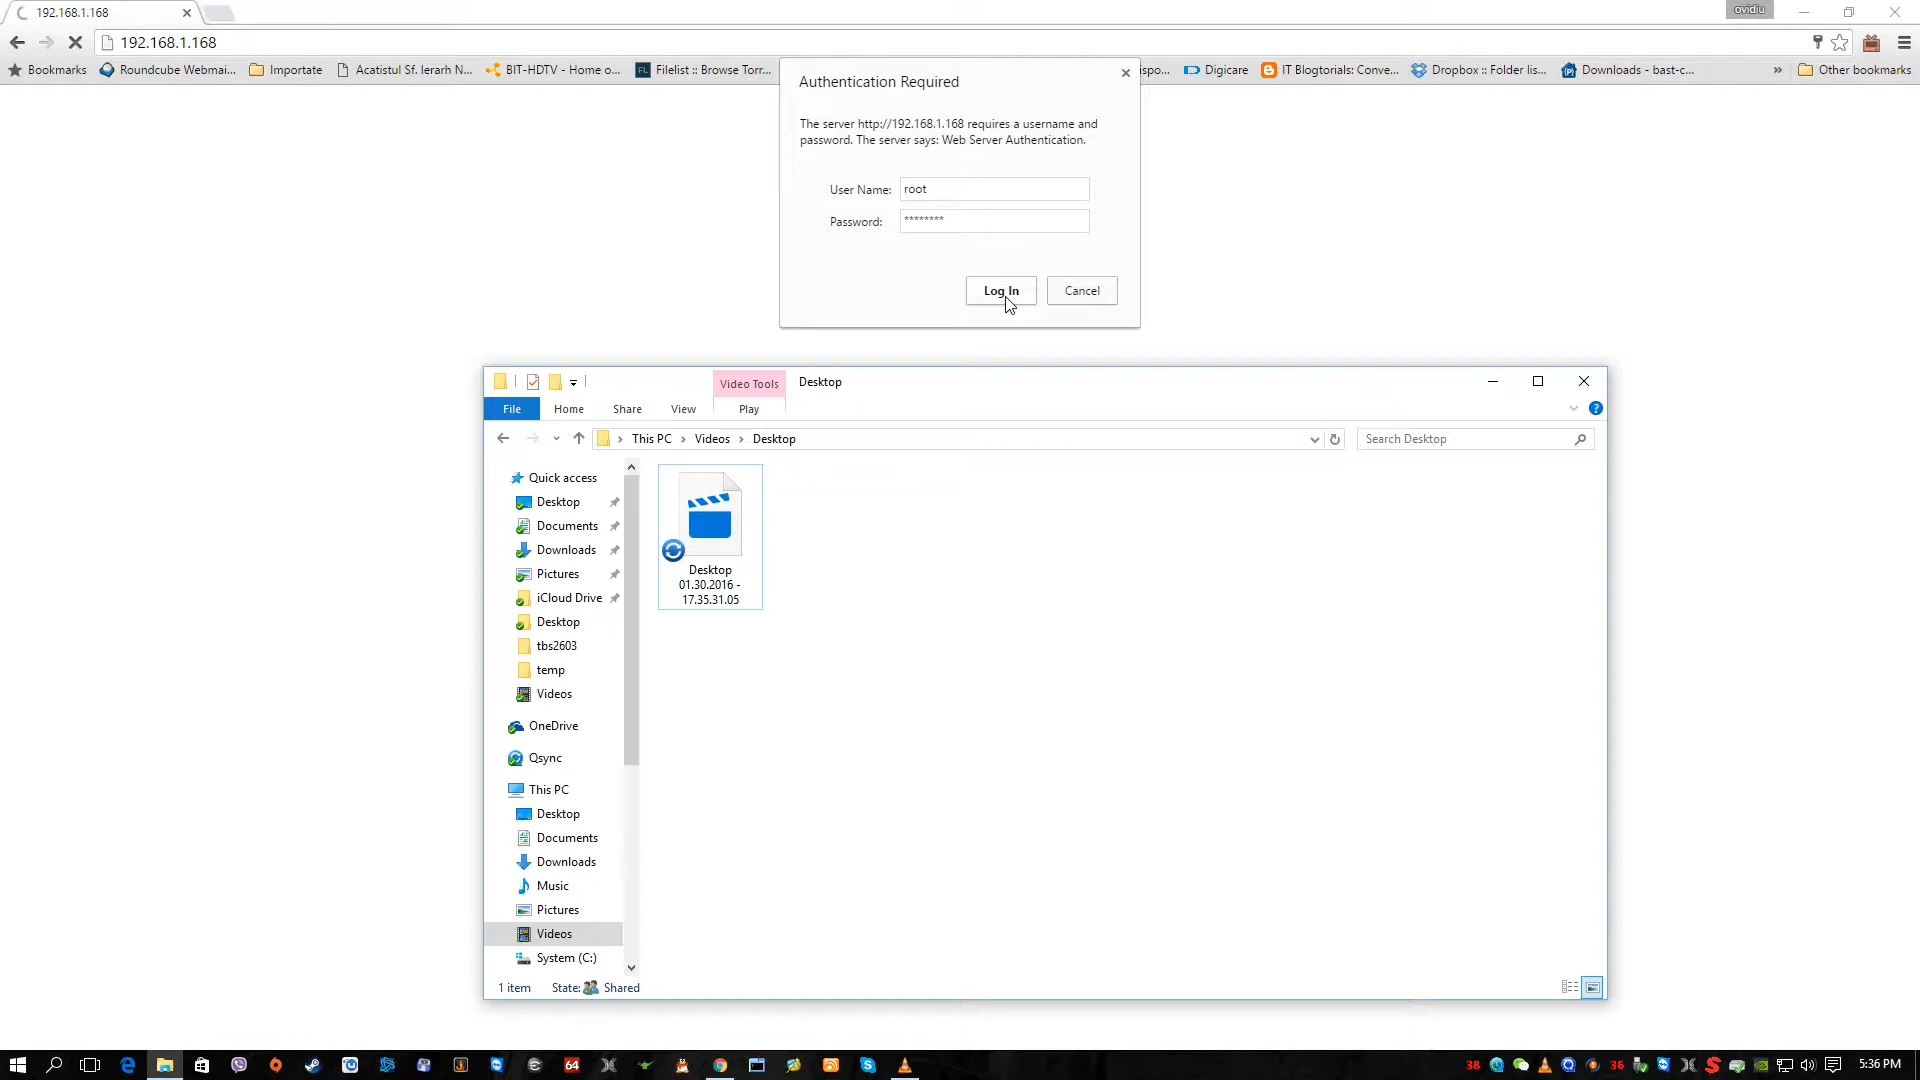 192.168.1.168
ovidiu
192.168.1.168
Bookmarks
Roundcube Webmai...
Importate
Acatistul Sf. Ierarh N...
BIT-HDTV - Home o...
Filelist :: Browse Torr...
ispo...
Digicare
IT Blogtorials: Conve...
Dropbox :: Folder lis...
Downloads - bast-c...
»
Other bookmarks
Authentication Required
The server http://192.168.1.168 requires a username and
password. The server says: Web Server Authentication.
User Name: root
Password: ********
Log In
Cancel
Video Tools
Desktop
File
Home
Share
View
Play
This PC
Videos
Desktop
Search Desktop
Quick access
Desktop
Documents
Downloads
Pictures
iCloud Drive
Desktop
tbs2603
temp
Videos
OneDrive
Qsync
This PC
Desktop
Documents
Downloads
Music
Pictures
Videos
System (C:)
Desktop
01.30.2016 -
17.35.31.05
1 item
State: Shared
64
38
36
5:36 PM